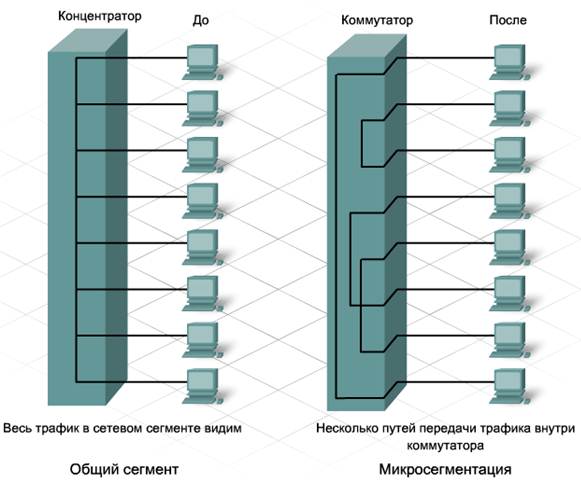 Концентратор
До
Коммутатор
После
Весь трафик в сетевом сегменте видим
Несколько путей передачи трафика внутри
коммутатора
Общий сегмент
Микросегментация